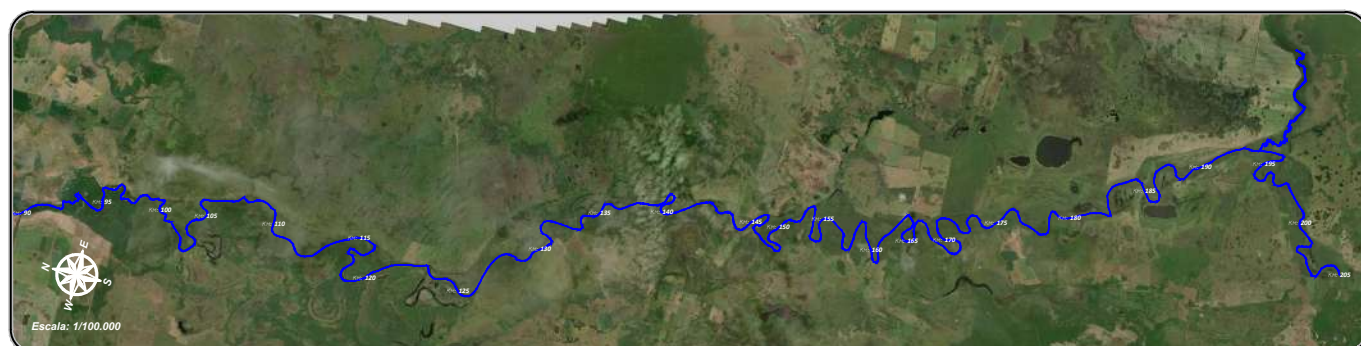 Km: 90
Km: 95
Km: 100
Km: 105
Km: 110
Km: 115
Km: 120
Km: 125
Km: 130
Km: 135
Km: 140
Km: 145
Km: 150
Km: 155
Km: 160
Km: 165
Km: 170
Km: 175
Km: 180
Km: 185
Km: 190
Km: 195
Km: 200
Km: 205
N
E
S
W
Escala: 1/100.000